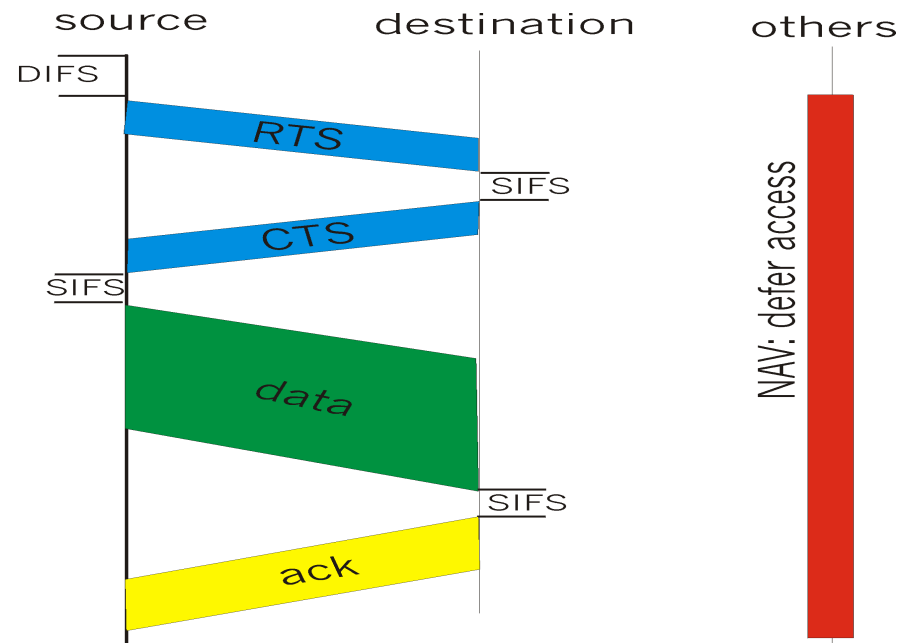 source
destination
others
DIFS
RTS
SIFS
CTS
SIFS
data
SIFS
ack
NAV: defer access